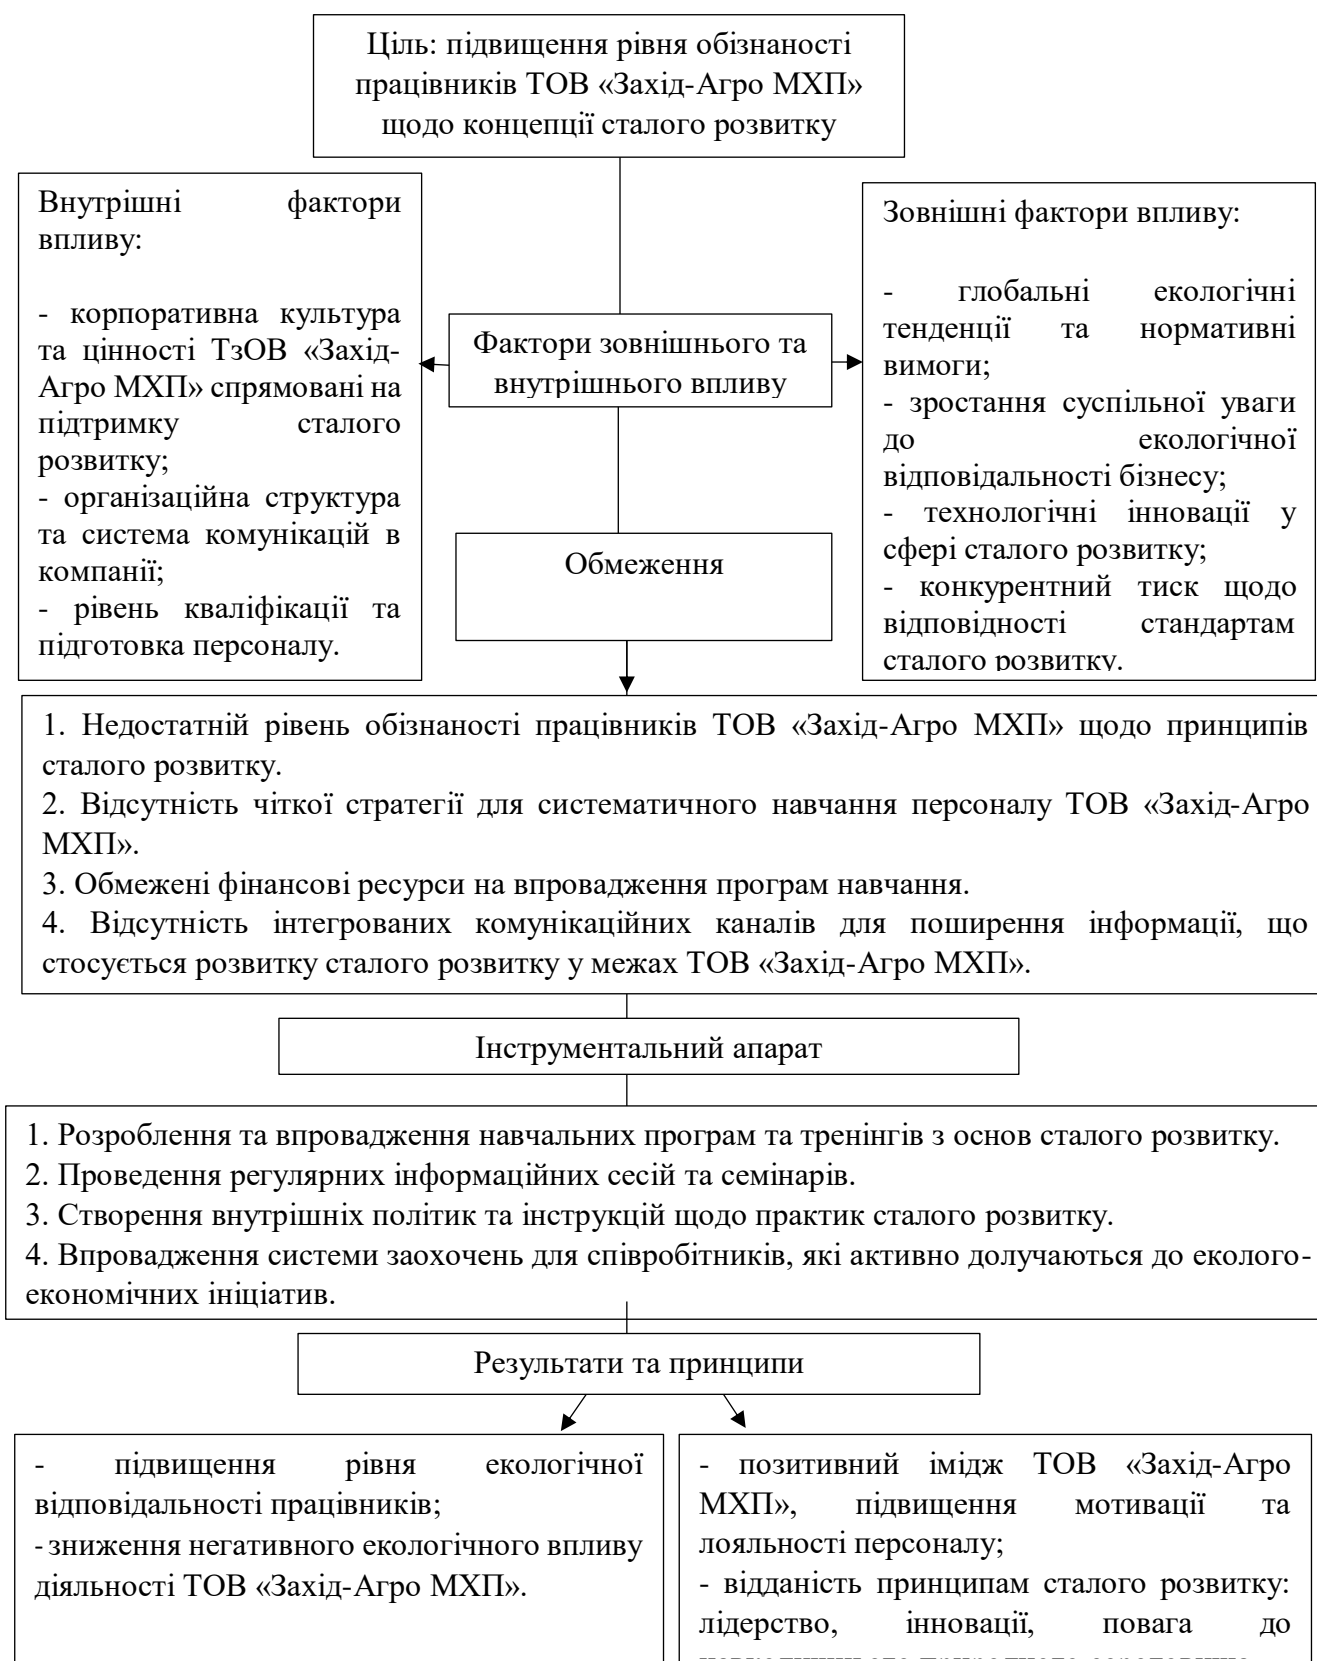 Ціль: підвищення рівня обізнаності
працівників ТОВ «Захід-Агро МХП»
щодо концепції сталого розвитку
Внутрішні фактори
впливу:
- корпоративна культура
та цінності ТзОВ «Захід-
Агро МХП» спрямовані на
підтримку сталого
розвитку;
- організаційна структура
та система комунікацій в
компанії;
- рівень кваліфікації та
підготовка персоналу.
Фактори зовнішнього та
внутрішнього впливу
Зовнішні фактори впливу:
- глобальні екологічні
тенденції та нормативні
вимоги;
- зростання суспільної уваги
до екологічної
відповідальності бізнесу;
- технологічні інновації у
сфері сталого розвитку;
- конкурентний тиск щодо
відповідності стандартам
сталого розвитку.
Обмеження
1. Недостатній рівень обізнаності працівників ТОВ «Захід-Агро МХП» щодо принципів
сталого розвитку.
2. Відсутність чіткої стратегії для систематичного навчання персоналу ТОВ «Захід-Агро
МХП».
3. Обмежені фінансові ресурси на впровадження програм навчання.
4. Відсутність інтегрованих комунікаційних каналів для поширення інформації, що
стосується розвитку сталого розвитку у межах ТОВ «Захід-Агро МХП».
Інструментальний апарат
1. Розроблення та впровадження навчальних програм та тренінгів з основ сталого розвитку.
2. Проведення регулярних інформаційних сесій та семінарів.
3. Створення внутрішніх політик та інструкцій щодо практик сталого розвитку.
4. Впровадження системи заохочень для співробітників, які активно долучаються до еколого-
економічних ініціатив.
Результати та принципи
- підвищення рівня екологічної
відповідальності працівників;
- зниження негативного екологічного впливу
діяльності ТОВ «Захід-Агро МХП».
- позитивний імідж ТОВ «Захід-Агро
МХП», підвищення мотивації та
лояльності персоналу;
- відданість принципам сталого розвитку:
лідерство, інновації, повага до